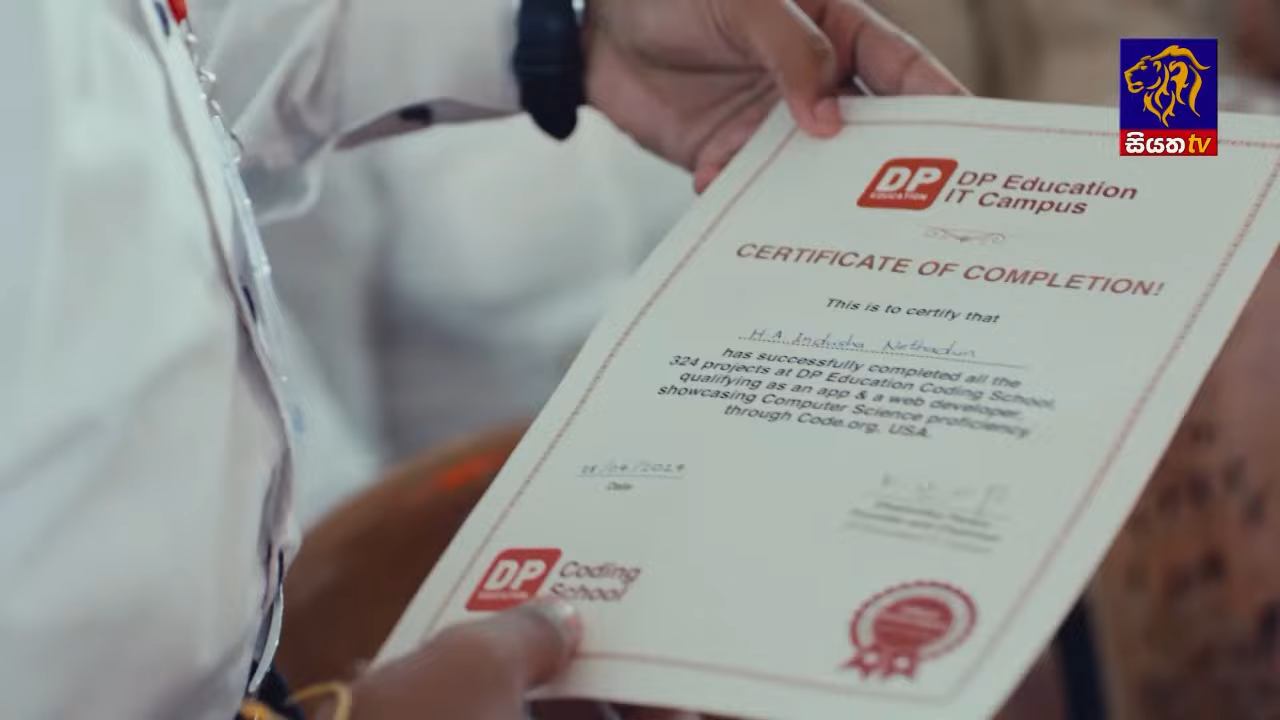 සියත tv
DP Education
EDUCATION IT Campus
CERTIFICATE OF COMPLETION!
This is to certify that
H A Indusha Nethadun
has successfully completed all the
324 projects at DP Education Coding School,
qualifying as an app & a web developer,
showcasing Computer Science proficiency
through Code.org, USA.
/2024
Date
DP Coding
EDUCATION School